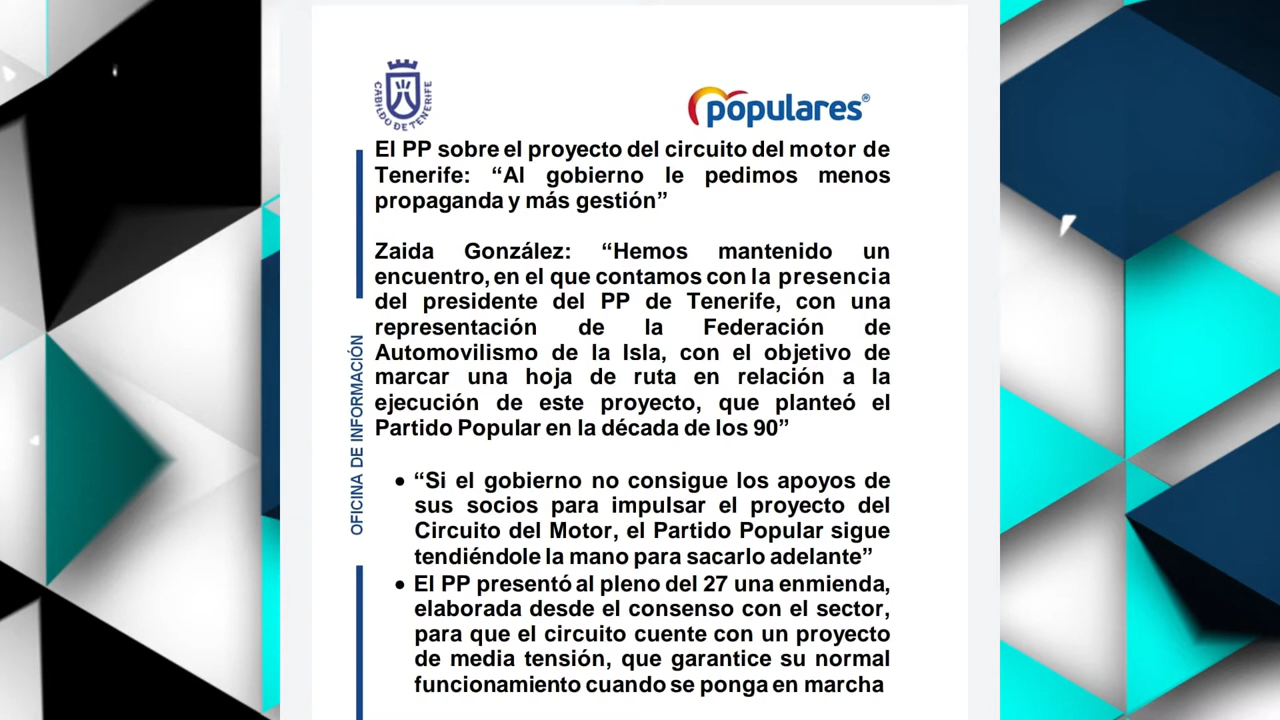 CABILDO DE TENERIFE
populares®
El PP sobre el proyecto del circuito del motor de
Tenerife: “Al gobierno le pedimos menos
propaganda y más gestión”
Zaida González: “Hemos mantenido un
encuentro, en el que contamos con la presencia
del presidente del PP de Tenerife, con una
representación de la Federación de
Automovilismo de la Isla, con el objetivo de
marcar una hoja de ruta en relación a la
ejecución de este proyecto, que planteó el
Partido Popular en la década de los 90”
OFICINA DE INFORMACIÓN
• “Si el gobierno no consigue los apoyos de
sus socios para impulsar el proyecto del
Circuito del Motor, el Partido Popular sigue
tendiéndole la mano para sacarlo adelante”
• El PP presentó al pleno del 27 una enmienda,
elaborada desde el consenso con el sector,
para que el circuito cuente con un proyecto
de media tensión, que garantice su normal
funcionamiento cuando se ponga en marcha